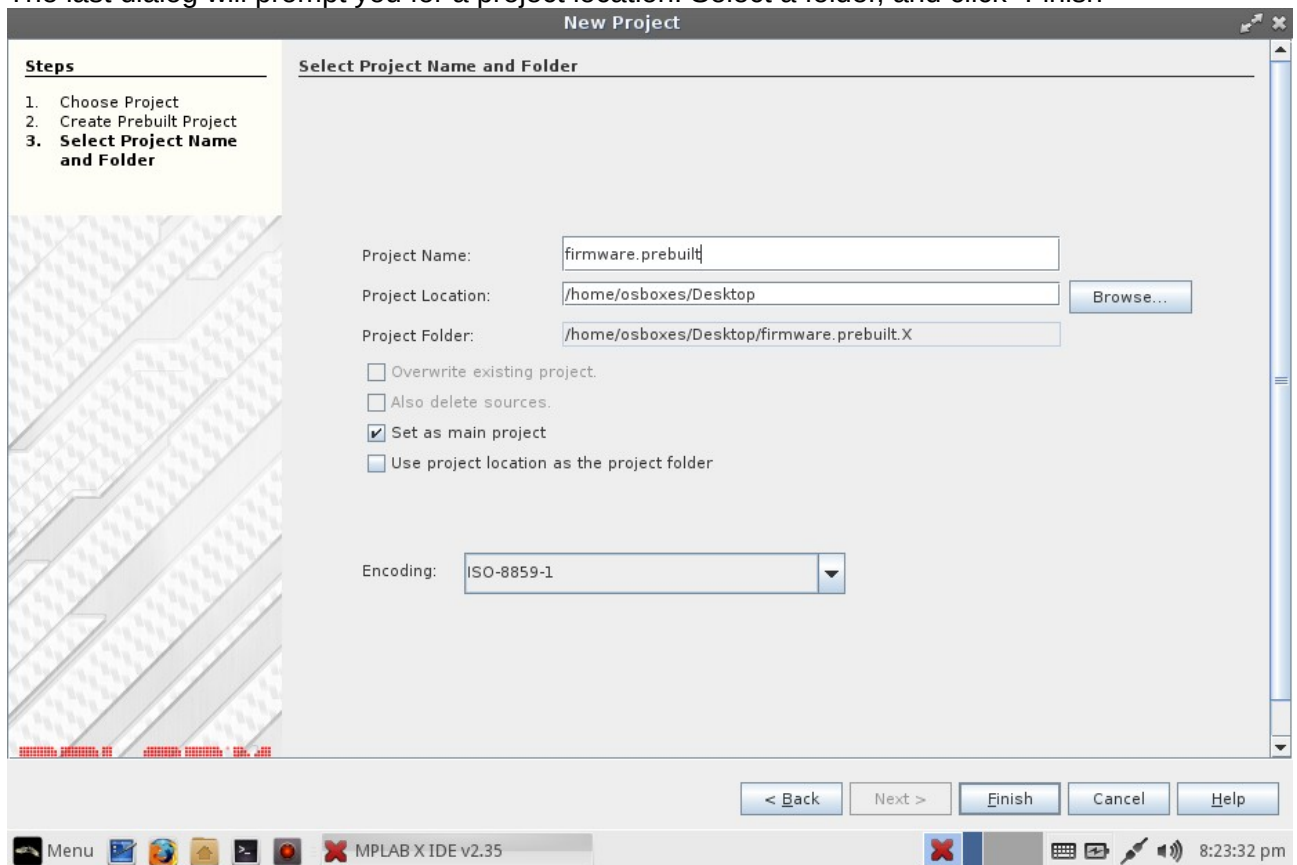 The last dialog will prompt you for a project location. Select a folder, and click "Finish"
New Project
Steps
1. Choose Project
2. Create Prebuilt Project
3. Select Project Name
and Folder
Select Project Name and Folder
Project Name: firmware.prebuilt
Project Location: /home/osboxes/Desktop Browse...
Project Folder: /home/osboxes/Desktop/firmware.prebuilt.X
Overwrite existing project.
Also delete sources.
Set as main project
Use project location as the project folder
Encoding: ISO-8859-1
< Back Next > Finish Cancel Help
Menu MPLAB X IDE v2.35 8:23:32 pm